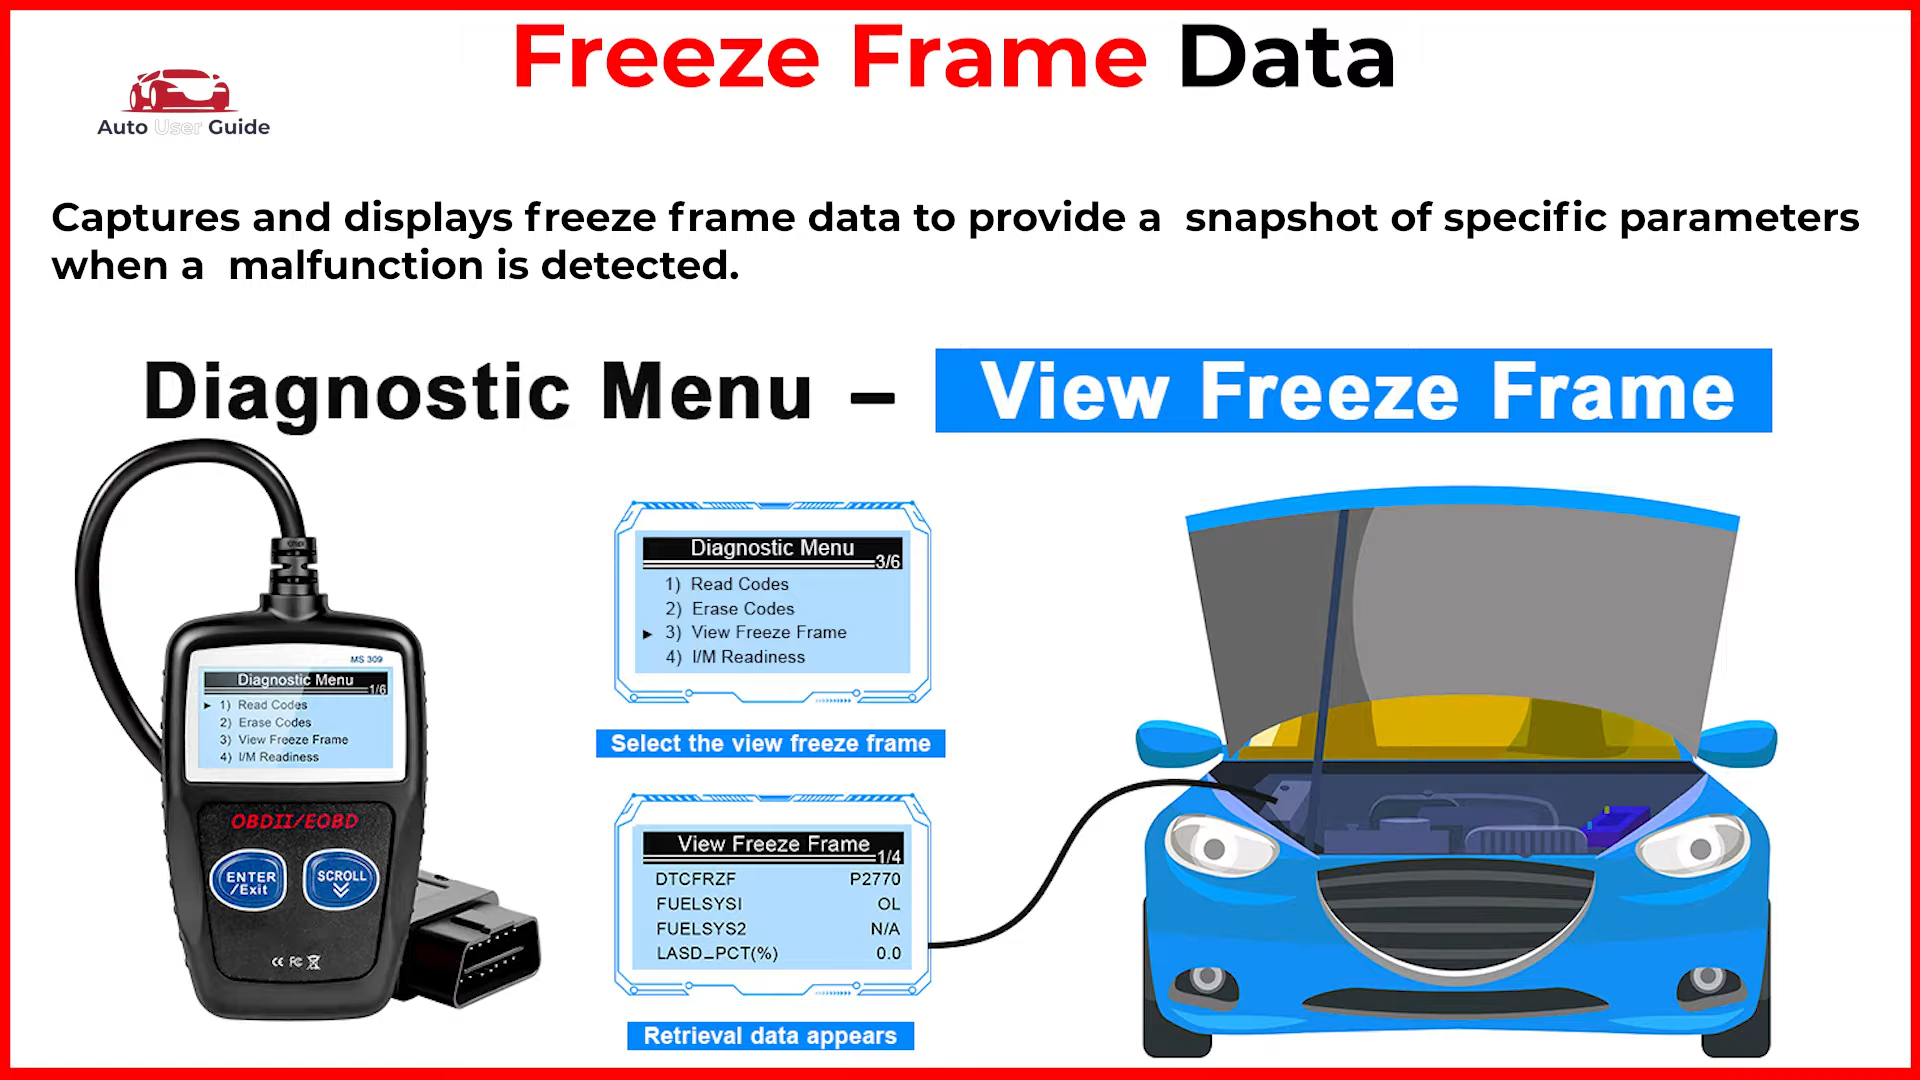 Freeze Frame Data
Auto User Guide
Captures and displays freeze frame data to provide a snapshot of specific parameters
when a malfunction is detected.
Diagnostic Menu – View Freeze Frame
MS 309
Diagnostic Menu
1/6
► 1) Read Codes
2) Erase Codes
3) View Freeze Frame
4) I/M Readiness
OBDII/EOBD
ENTER
/Exit
SCROLL
CE FC
Diagnostic Menu
3/6
1) Read Codes
2) Erase Codes
► 3) View Freeze Frame
4) I/M Readiness
Select the view freeze frame
View Freeze Frame
1/4
DTCFRZF P2770
FUELSYSI OL
FUELSYS2 N/A
LASD_PCT(%) 0.0
Retrieval data appears